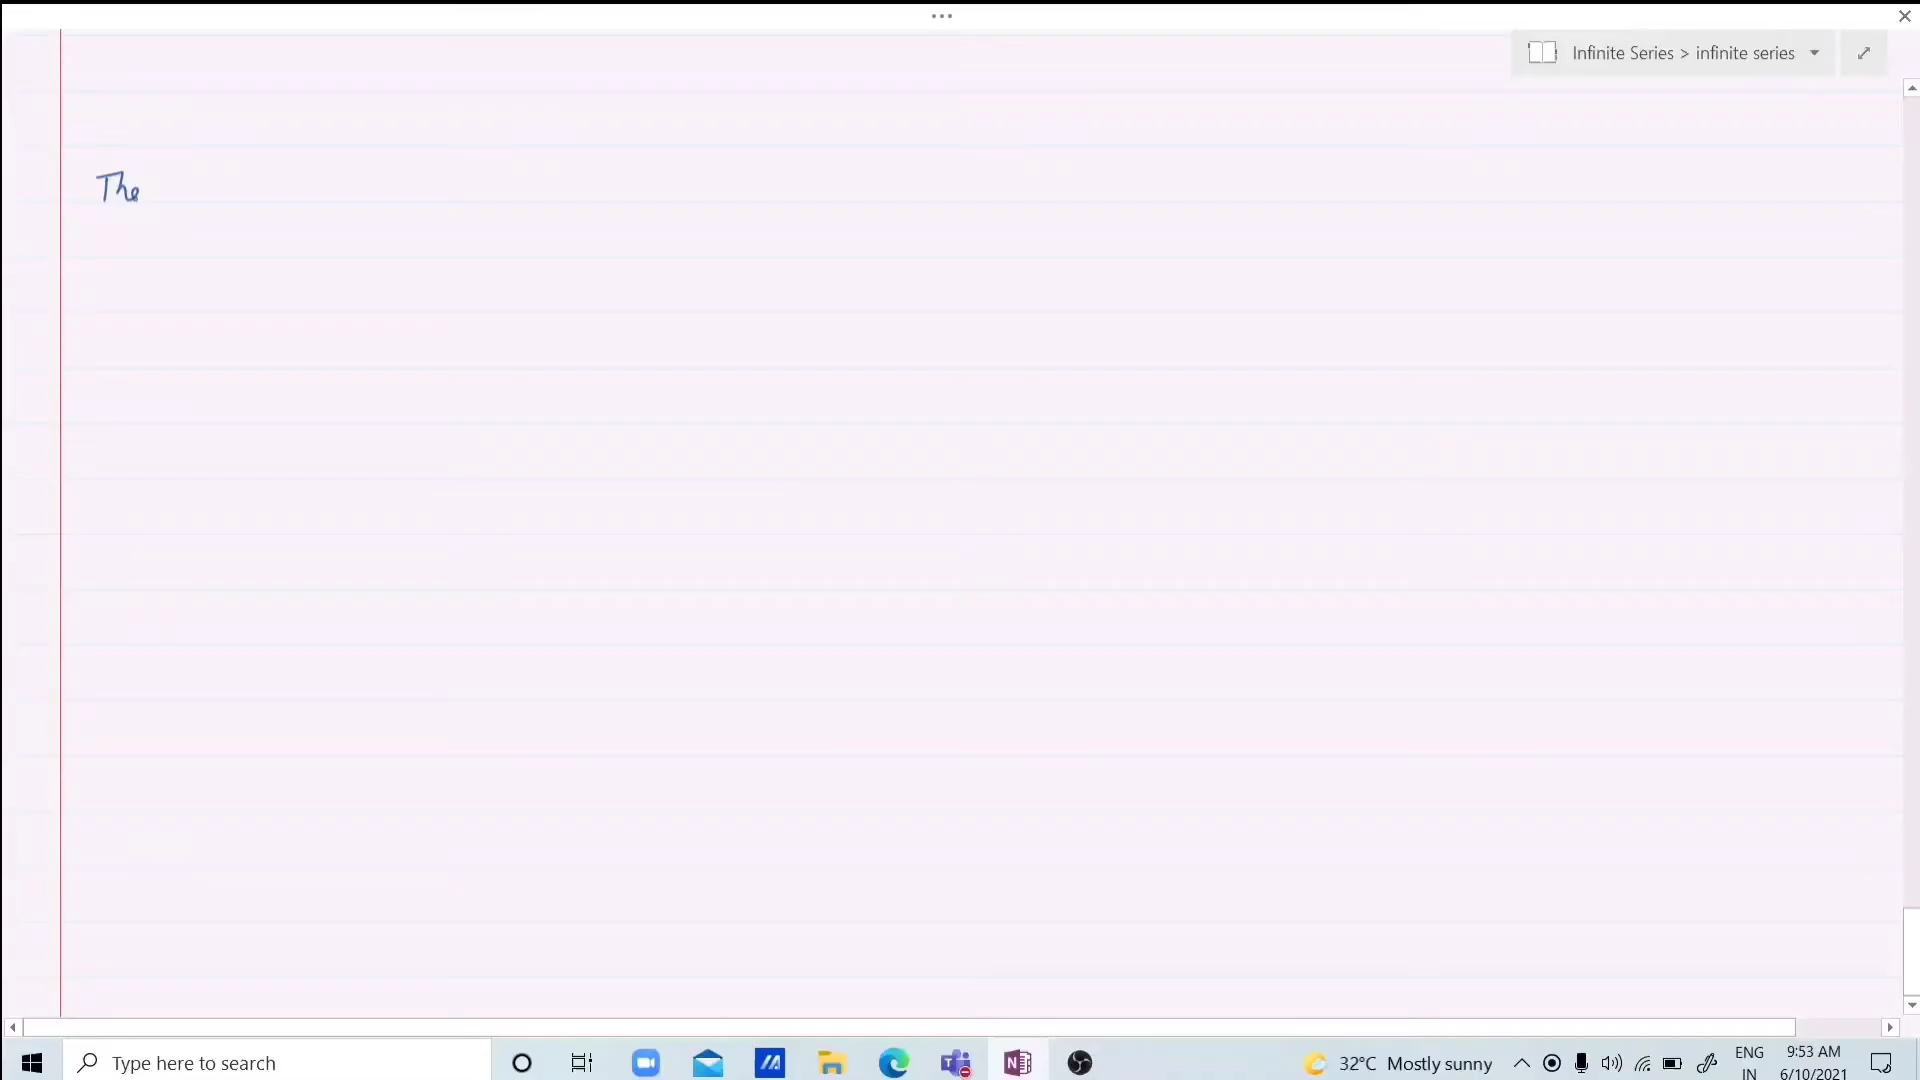 Infinite Series > infinite series
The
Type here to search
32°C Mostly sunny
ENG
IN
9:53 AM
6/10/2021